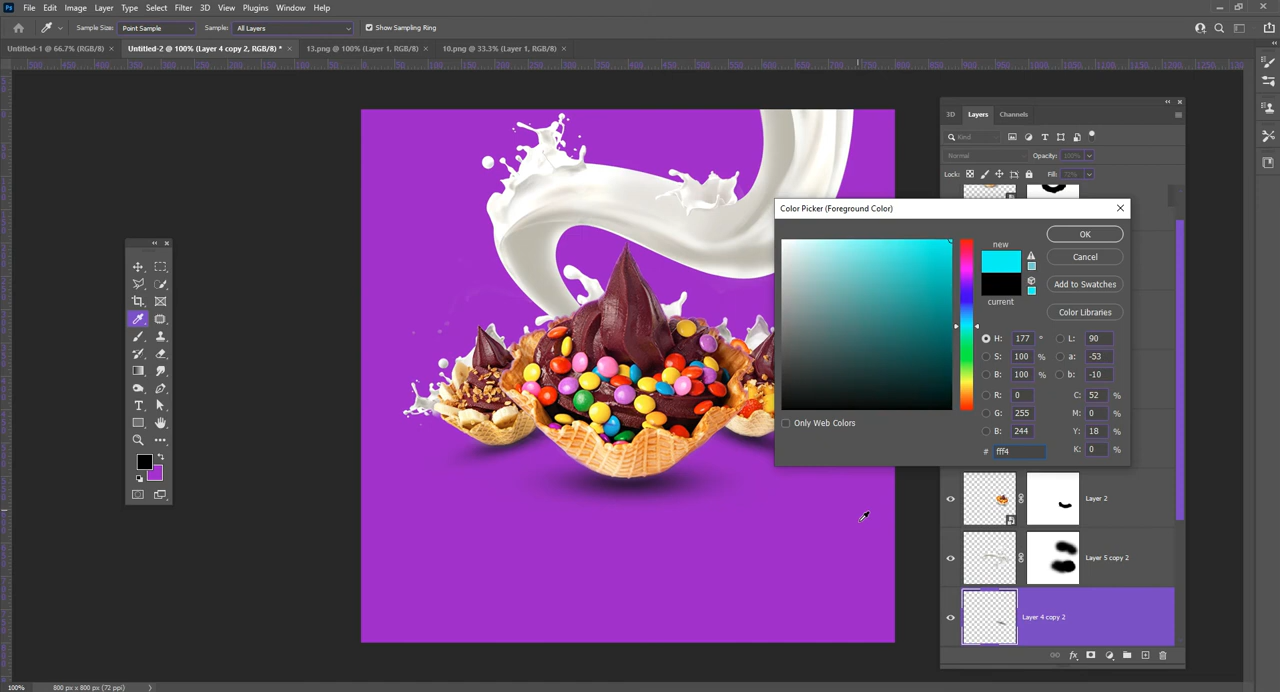 Ps File Edit Image Layer Type Select Filter 3D View Plugins Window Help
Sample Size: Point Sample Sample: All Layers Show Sampling Ring
Untitled-1 @ 66.7% (RGB/8) × Untitled-2 @ 100% (Layer 4 copy 2, RGB/8) * × 13.png @ 100% (Layer 1, RGB/8) × 10.png @ 33.3% (Layer 1, RGB/8) ×
3D Layers Channels
Kind
Normal Opacity: 100%
Lock: Fill: 72%
Color Picker (Foreground Color)
new
current
OK
Cancel
Add to Swatches
Color Libraries
H: 177 ° L: 90
S: 100 % a: -53
B: 100 % b: -10
R: 0 C: 52 %
G: 255 M: 0 %
B: 244 Y: 18 %
# fff4 K: 0 %
Only Web Colors
Layer 2
Layer 5 copy 2
Layer 4 copy 2
fx
100% 800 px x 800 px (72 ppi)